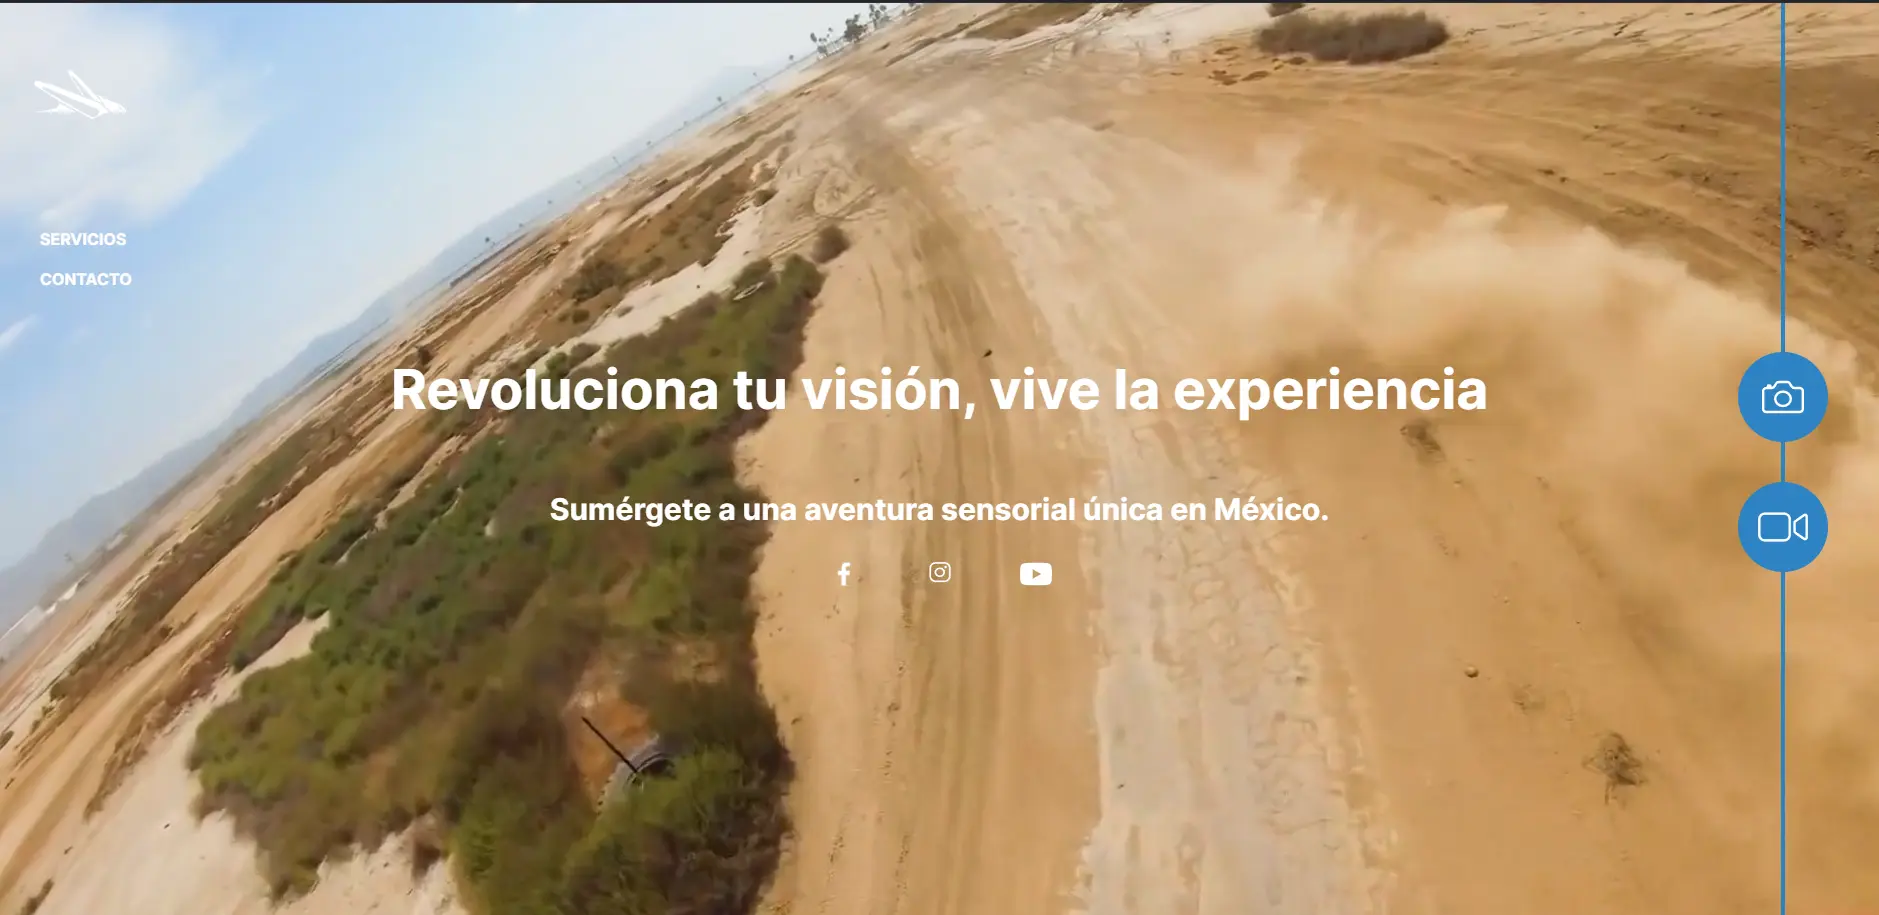 SERVICIOS
CONTACTO
Revoluciona tu visión, vive la experiencia
Sumérgete a una aventura sensorial única en México.